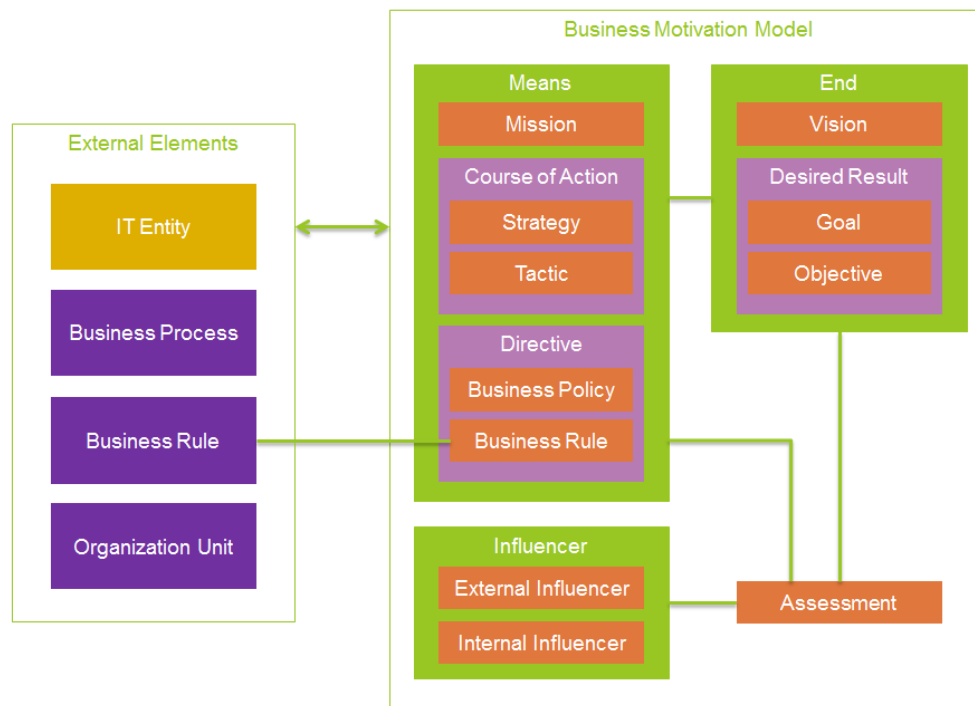 Business Motivation Model
External Elements
IT Entity
Business Process
Business Rule
Organization Unit
Means
Mission
Course of Action
Strategy
Tactic
Directive
Business Policy
Business Rule
End
Vision
Desired Result
Goal
Objective
Influencer
External Influencer
Internal Influencer
Assessment